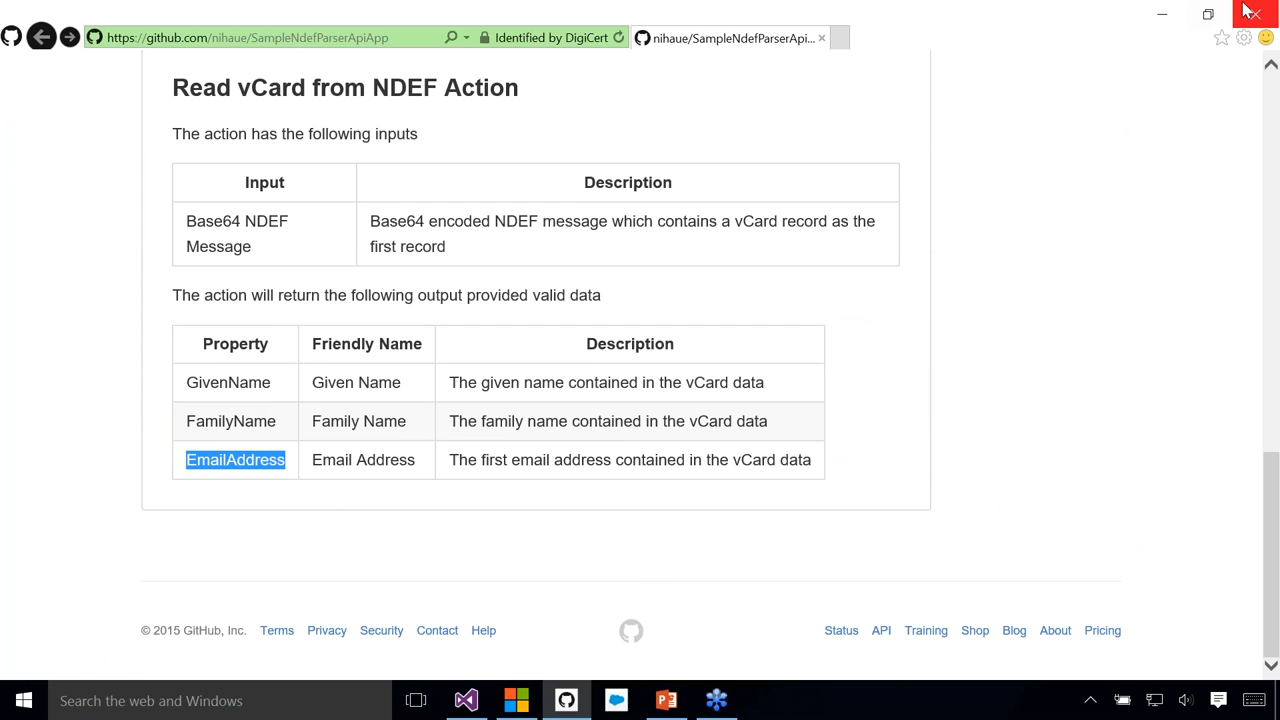 https://github.com/nihaue/SampleNdefParserApiApp
Identified by DigiCert
nihaue/SampleNdefParserApi...
Read vCard from NDEF Action
The action has the following inputs
Input Description
Base64 NDEF Message Base64 encoded NDEF message which contains a vCard record as the first record
The action will return the following output provided valid data
Property Friendly Name Description
GivenName Given Name The given name contained in the vCard data
FamilyName Family Name The family name contained in the vCard data
EmailAddress Email Address The first email address contained in the vCard data
© 2015 GitHub, Inc. Terms Privacy Security Contact Help Status API Training Shop Blog About Pricing
Search the web and Windows